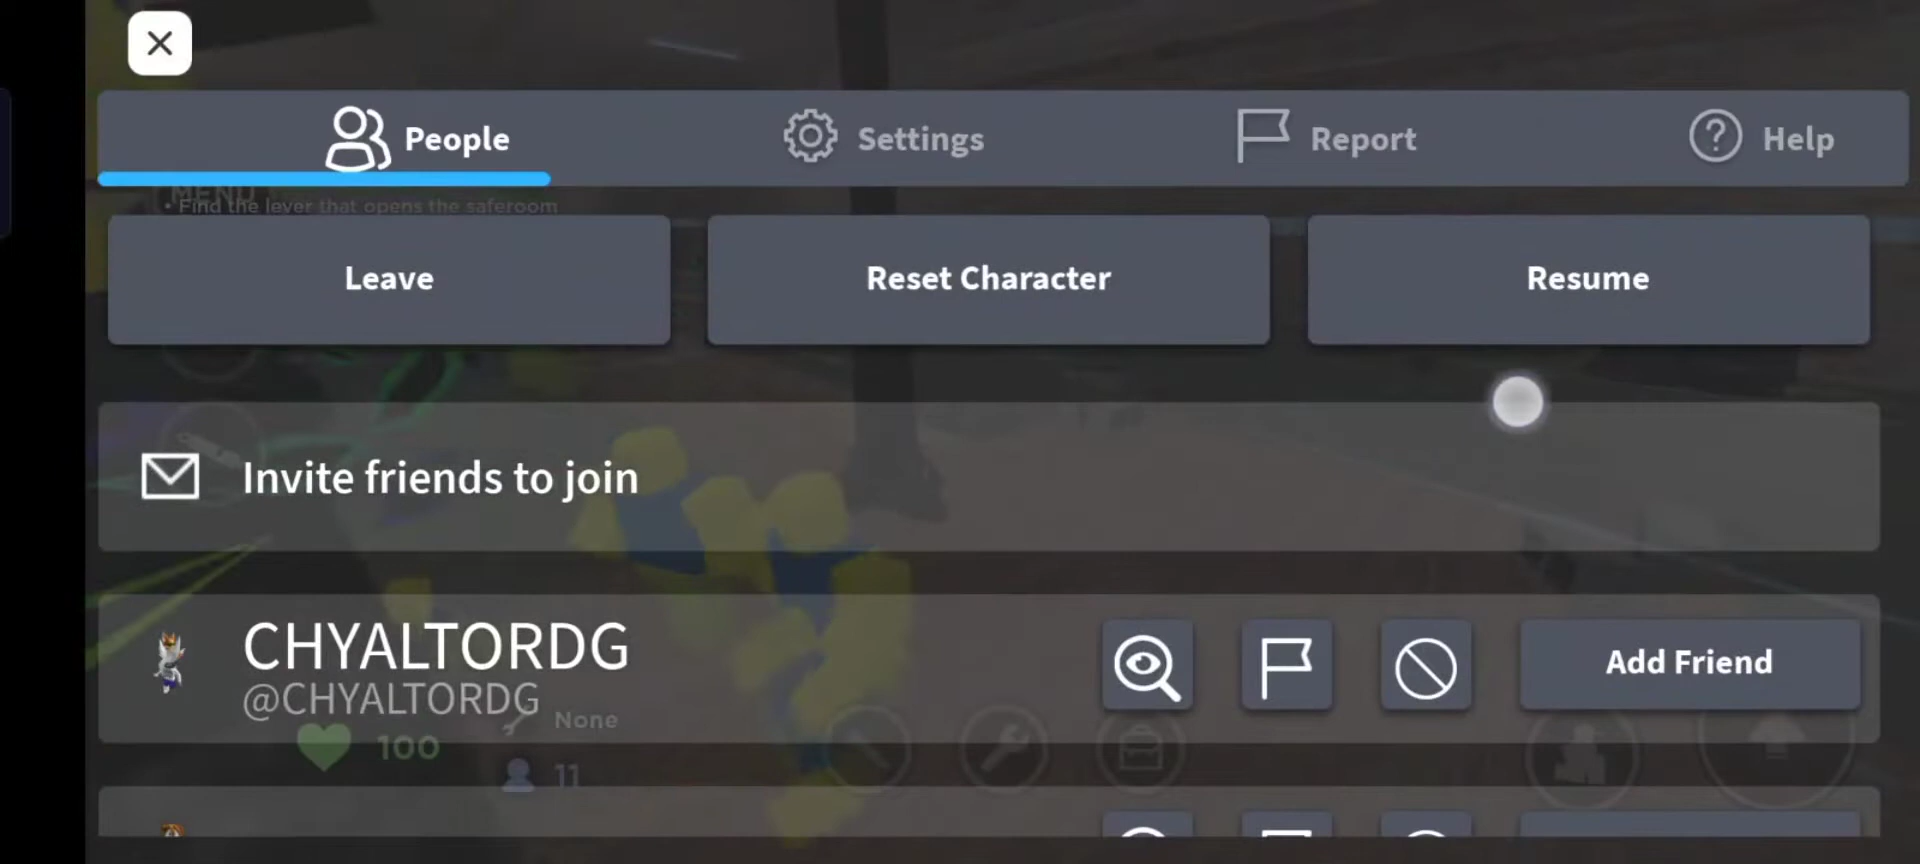 People
Settings
Report
Help
MENU
• Find the lever that opens the saferoom
Leave
Reset Character
Resume
Invite friends to join
CHYALTORDG
@CHYALTORDG
Add Friend
None
100
11